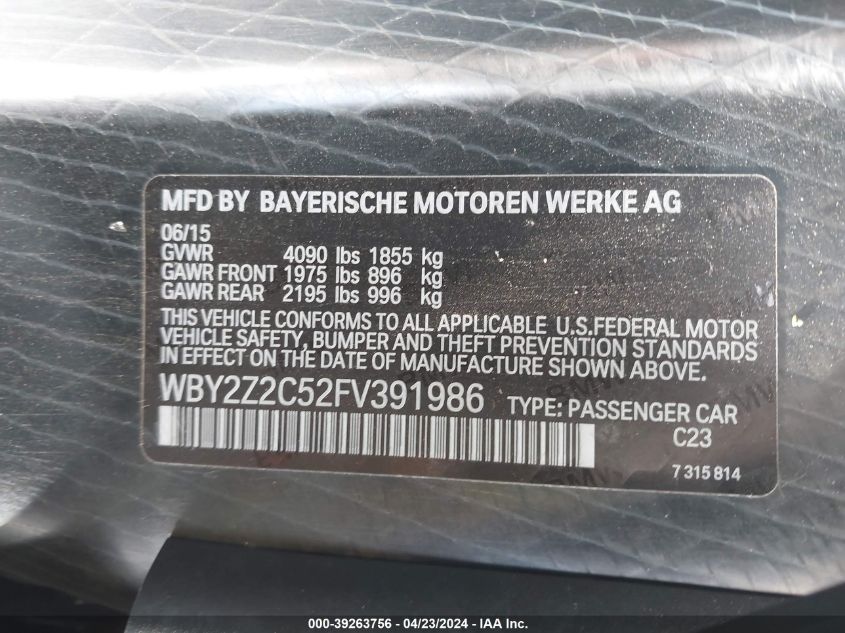 MFD BY BAYERISCHE MOTOREN WERKE AG
06/15
GVWR 4090 lbs 1855 kg
GAWR FRONT 1975 lbs 896 kg
GAWR REAR 2195 lbs 996 kg
THIS VEHICLE CONFORMS TO ALL APPLICABLE U.S.FEDERAL MOTOR
VEHICLE SAFETY, BUMPER AND THEFT PREVENTION STANDARDS
IN EFFECT ON THE DATE OF MANUFACTURE SHOWN ABOVE.
WBY2Z2C52FV391986 TYPE: PASSENGER CAR
C23
7 315 814
000-39263756 - 04/23/2024 - IAA Inc.